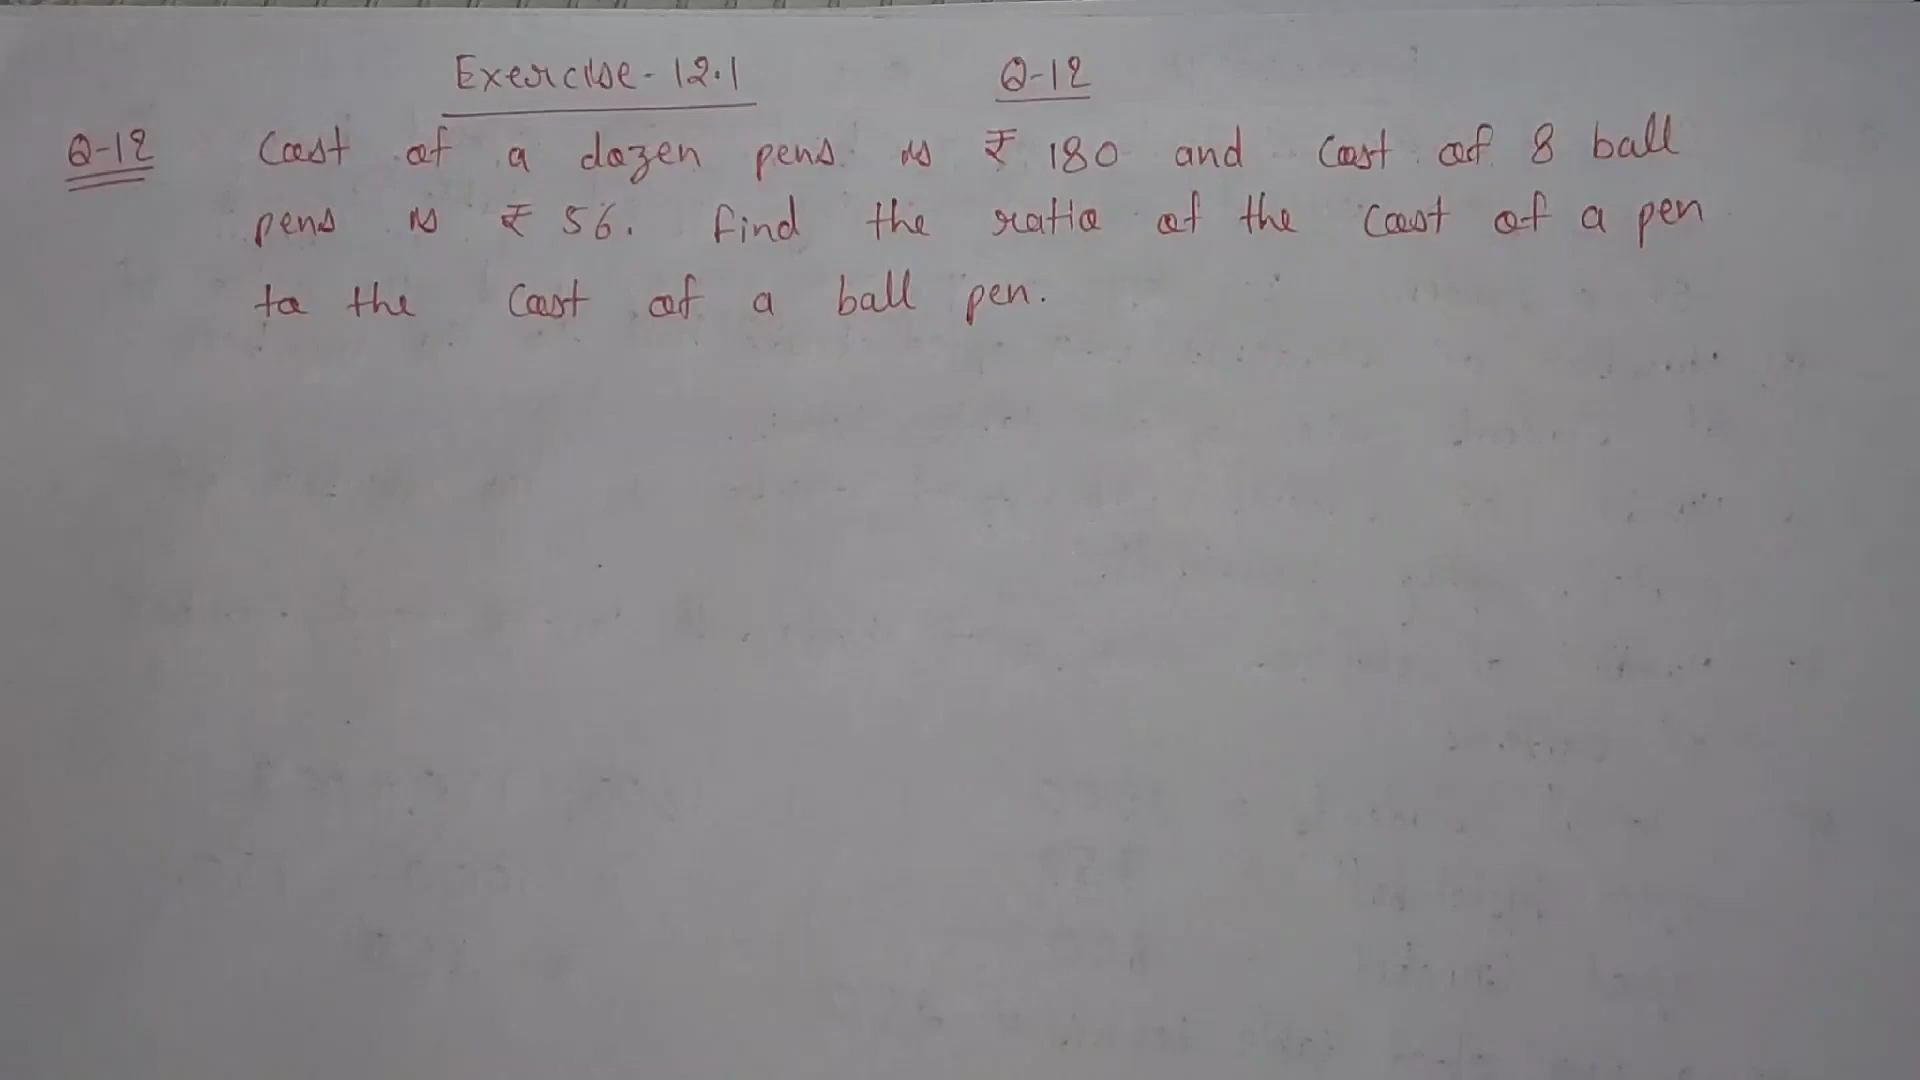 Exercise-12.1 Q-12
Q-12 Cost of a dozen pens is ₹ 180 and Cost of 8 ball
pens is ₹ 56. find the ratio of the Cost of a pen
to the Cost of a ball pen.